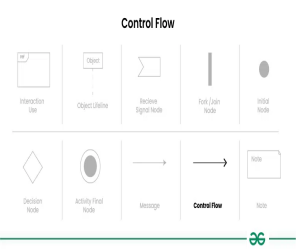 Control Flow
ref
Object
Interaction
Use
Object Lifeline
Recieve
Signal Node
Fork /Join
Node
Initial
Node
Note
Decision
Node
Activity Final
Node
Message
Control Flow
Note